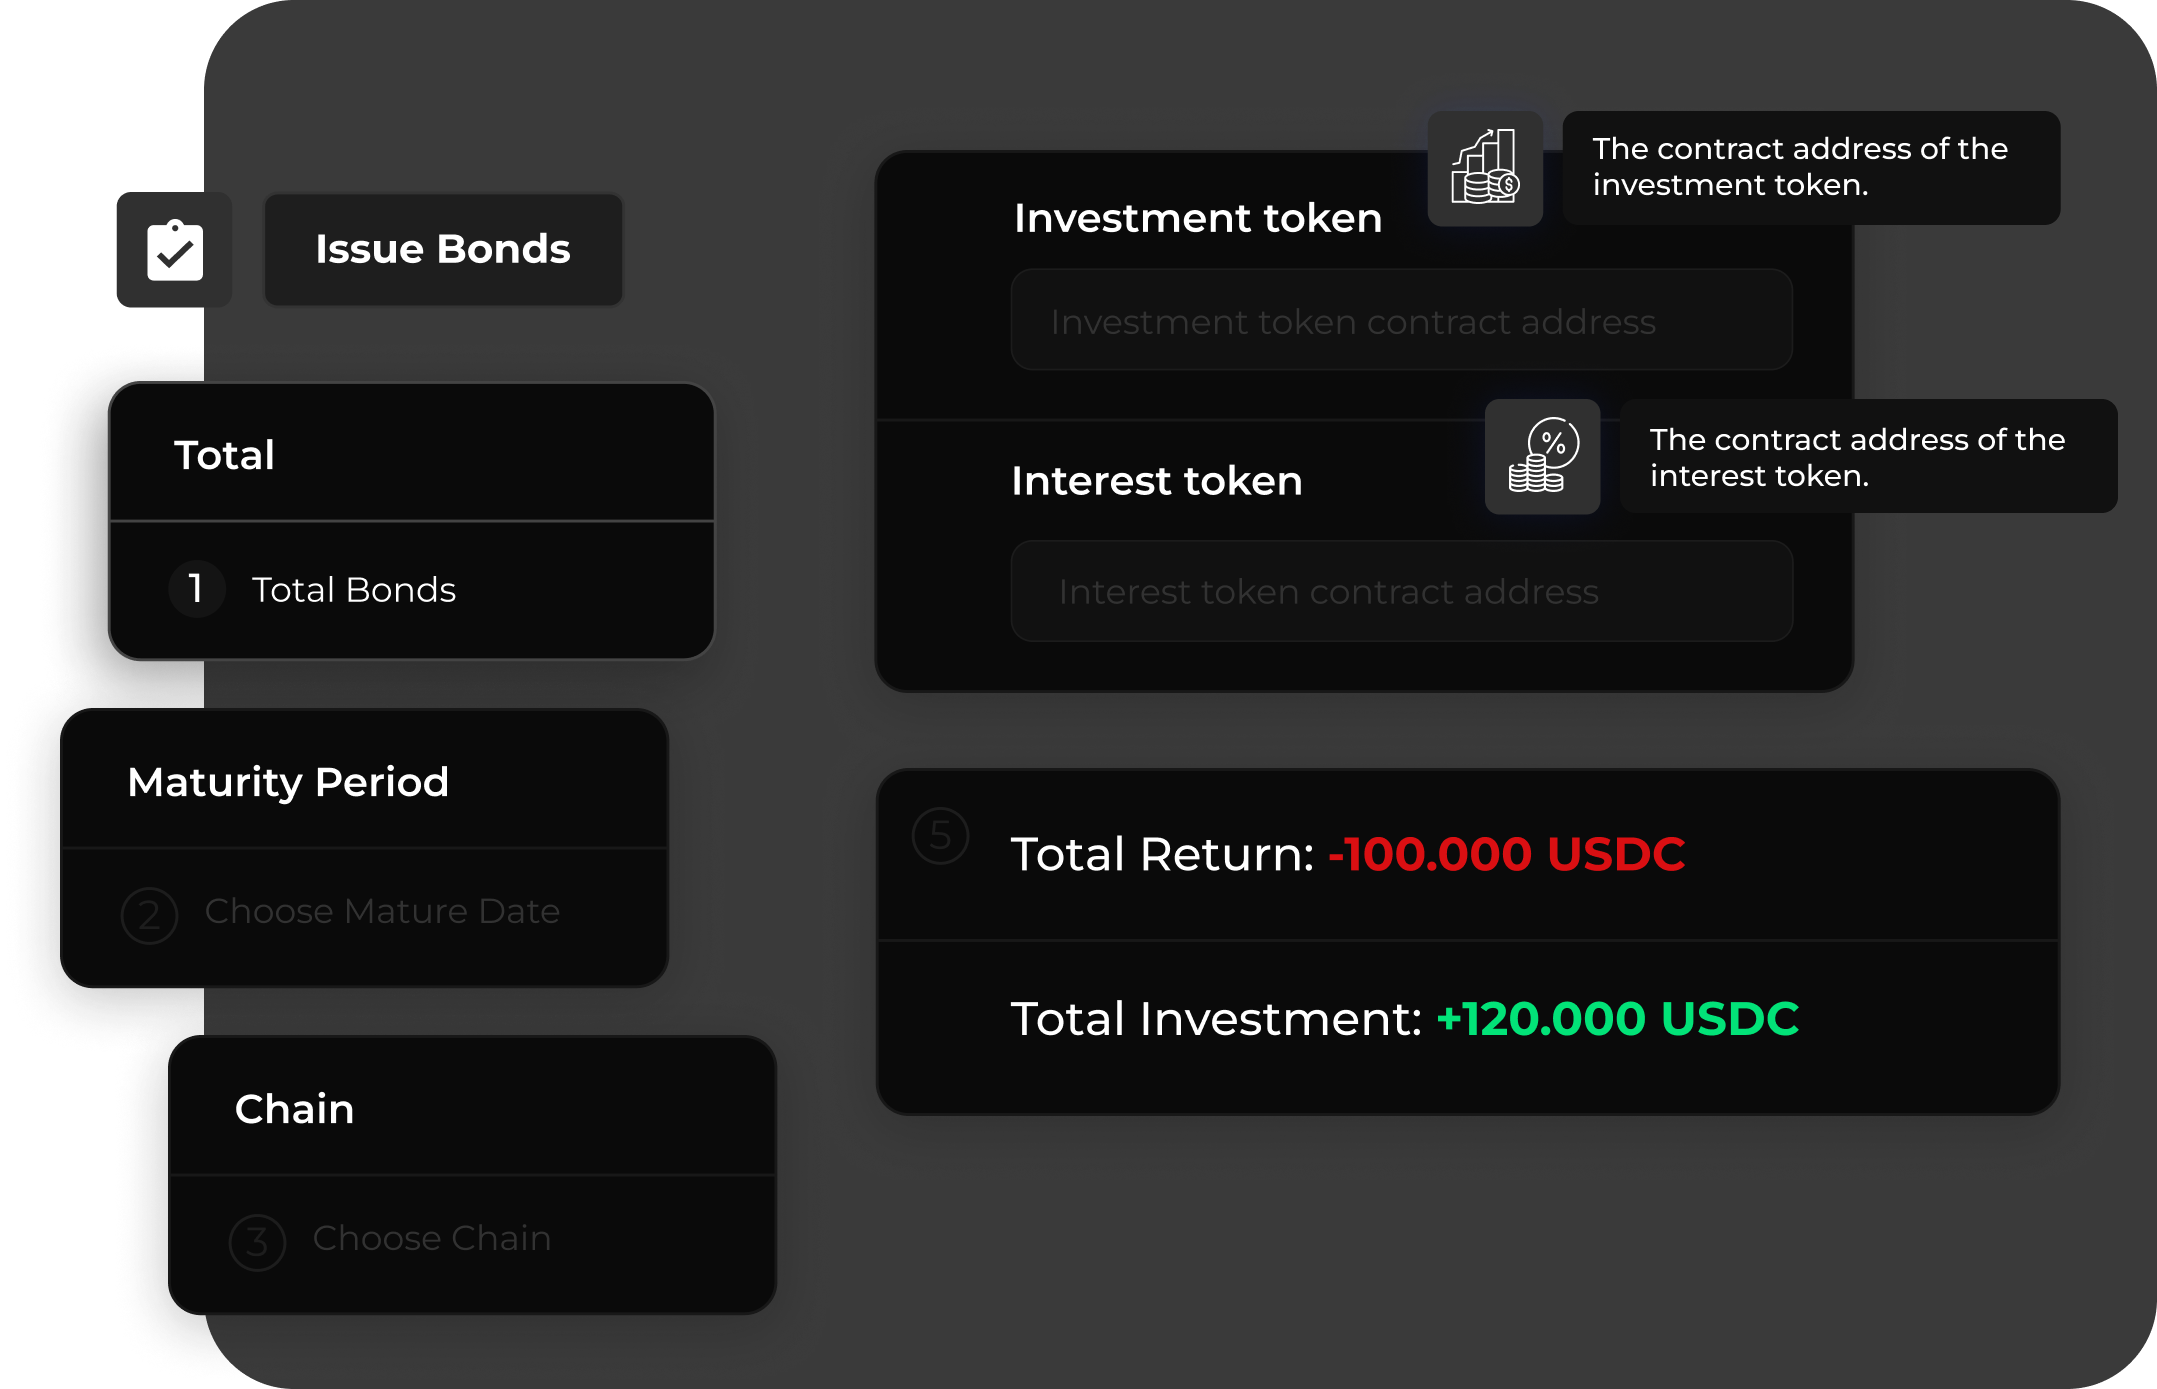 Issue Bonds
Total
1
Total Bonds
Maturity Period
2
Choose Mature Date
Chain
3
Choose Chain
Investment token
The contract address of the
investment token.
Investment token contract address
Interest token
The contract address of the
interest token.
Interest token contract address
5
Total Return: -100.000 USDC
Total Investment: +120.000 USDC